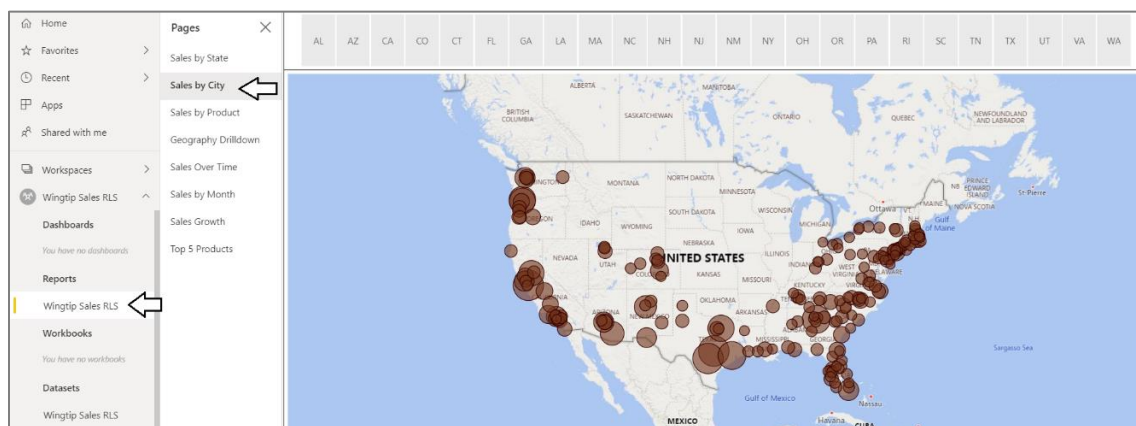 Home
Favorites
Recent
Apps
Shared with me
Workspaces
Wingtip Sales RLS
Dashboards
You have no dashboards
Reports
Wingtip Sales RLS
Workbooks
You have no workbooks
Datasets
Wingtip Sales RLS
Pages
Sales by State
Sales by City
Sales by Product
Geography Drilldown
Sales Over Time
Sales by Month
Sales Growth
Top 5 Products
AL AZ CA CO CT FL GA LA MA NC NH NJ NM NY OH OR PA RI SC TN TX UT VA WA
ALBERTA
MANITOBA
BRITISH
COLUMBIA
SASKATCHEWAN
ONTARIO
QUEBEC
NEWFOUNDLAND
AND LABRADOR
MONTANA
NORTH DAKOTA
MINNESOTA
NB
PRINCE
EDWARD
ISLAND
St-Pierre
SOUTH DAKOTA
WISCONSIN
Ottawa
VT
MAINE
NOVA SCOTIA
IDAHO
WYOMING
MICHIGAN
Gulf
of Maine
IOWA
NEBRASKA
NEVADA
UTAH
UNITED STATES
ILLINOIS
KANSAS
MISSOURI
WEST
KENTUCKY
OKLAHOMA
ARKANSAS
MISSISSIPPI
Sargasso Sea
Gulf of Mexico
Nassau
MEXICO
Havana
CUBA